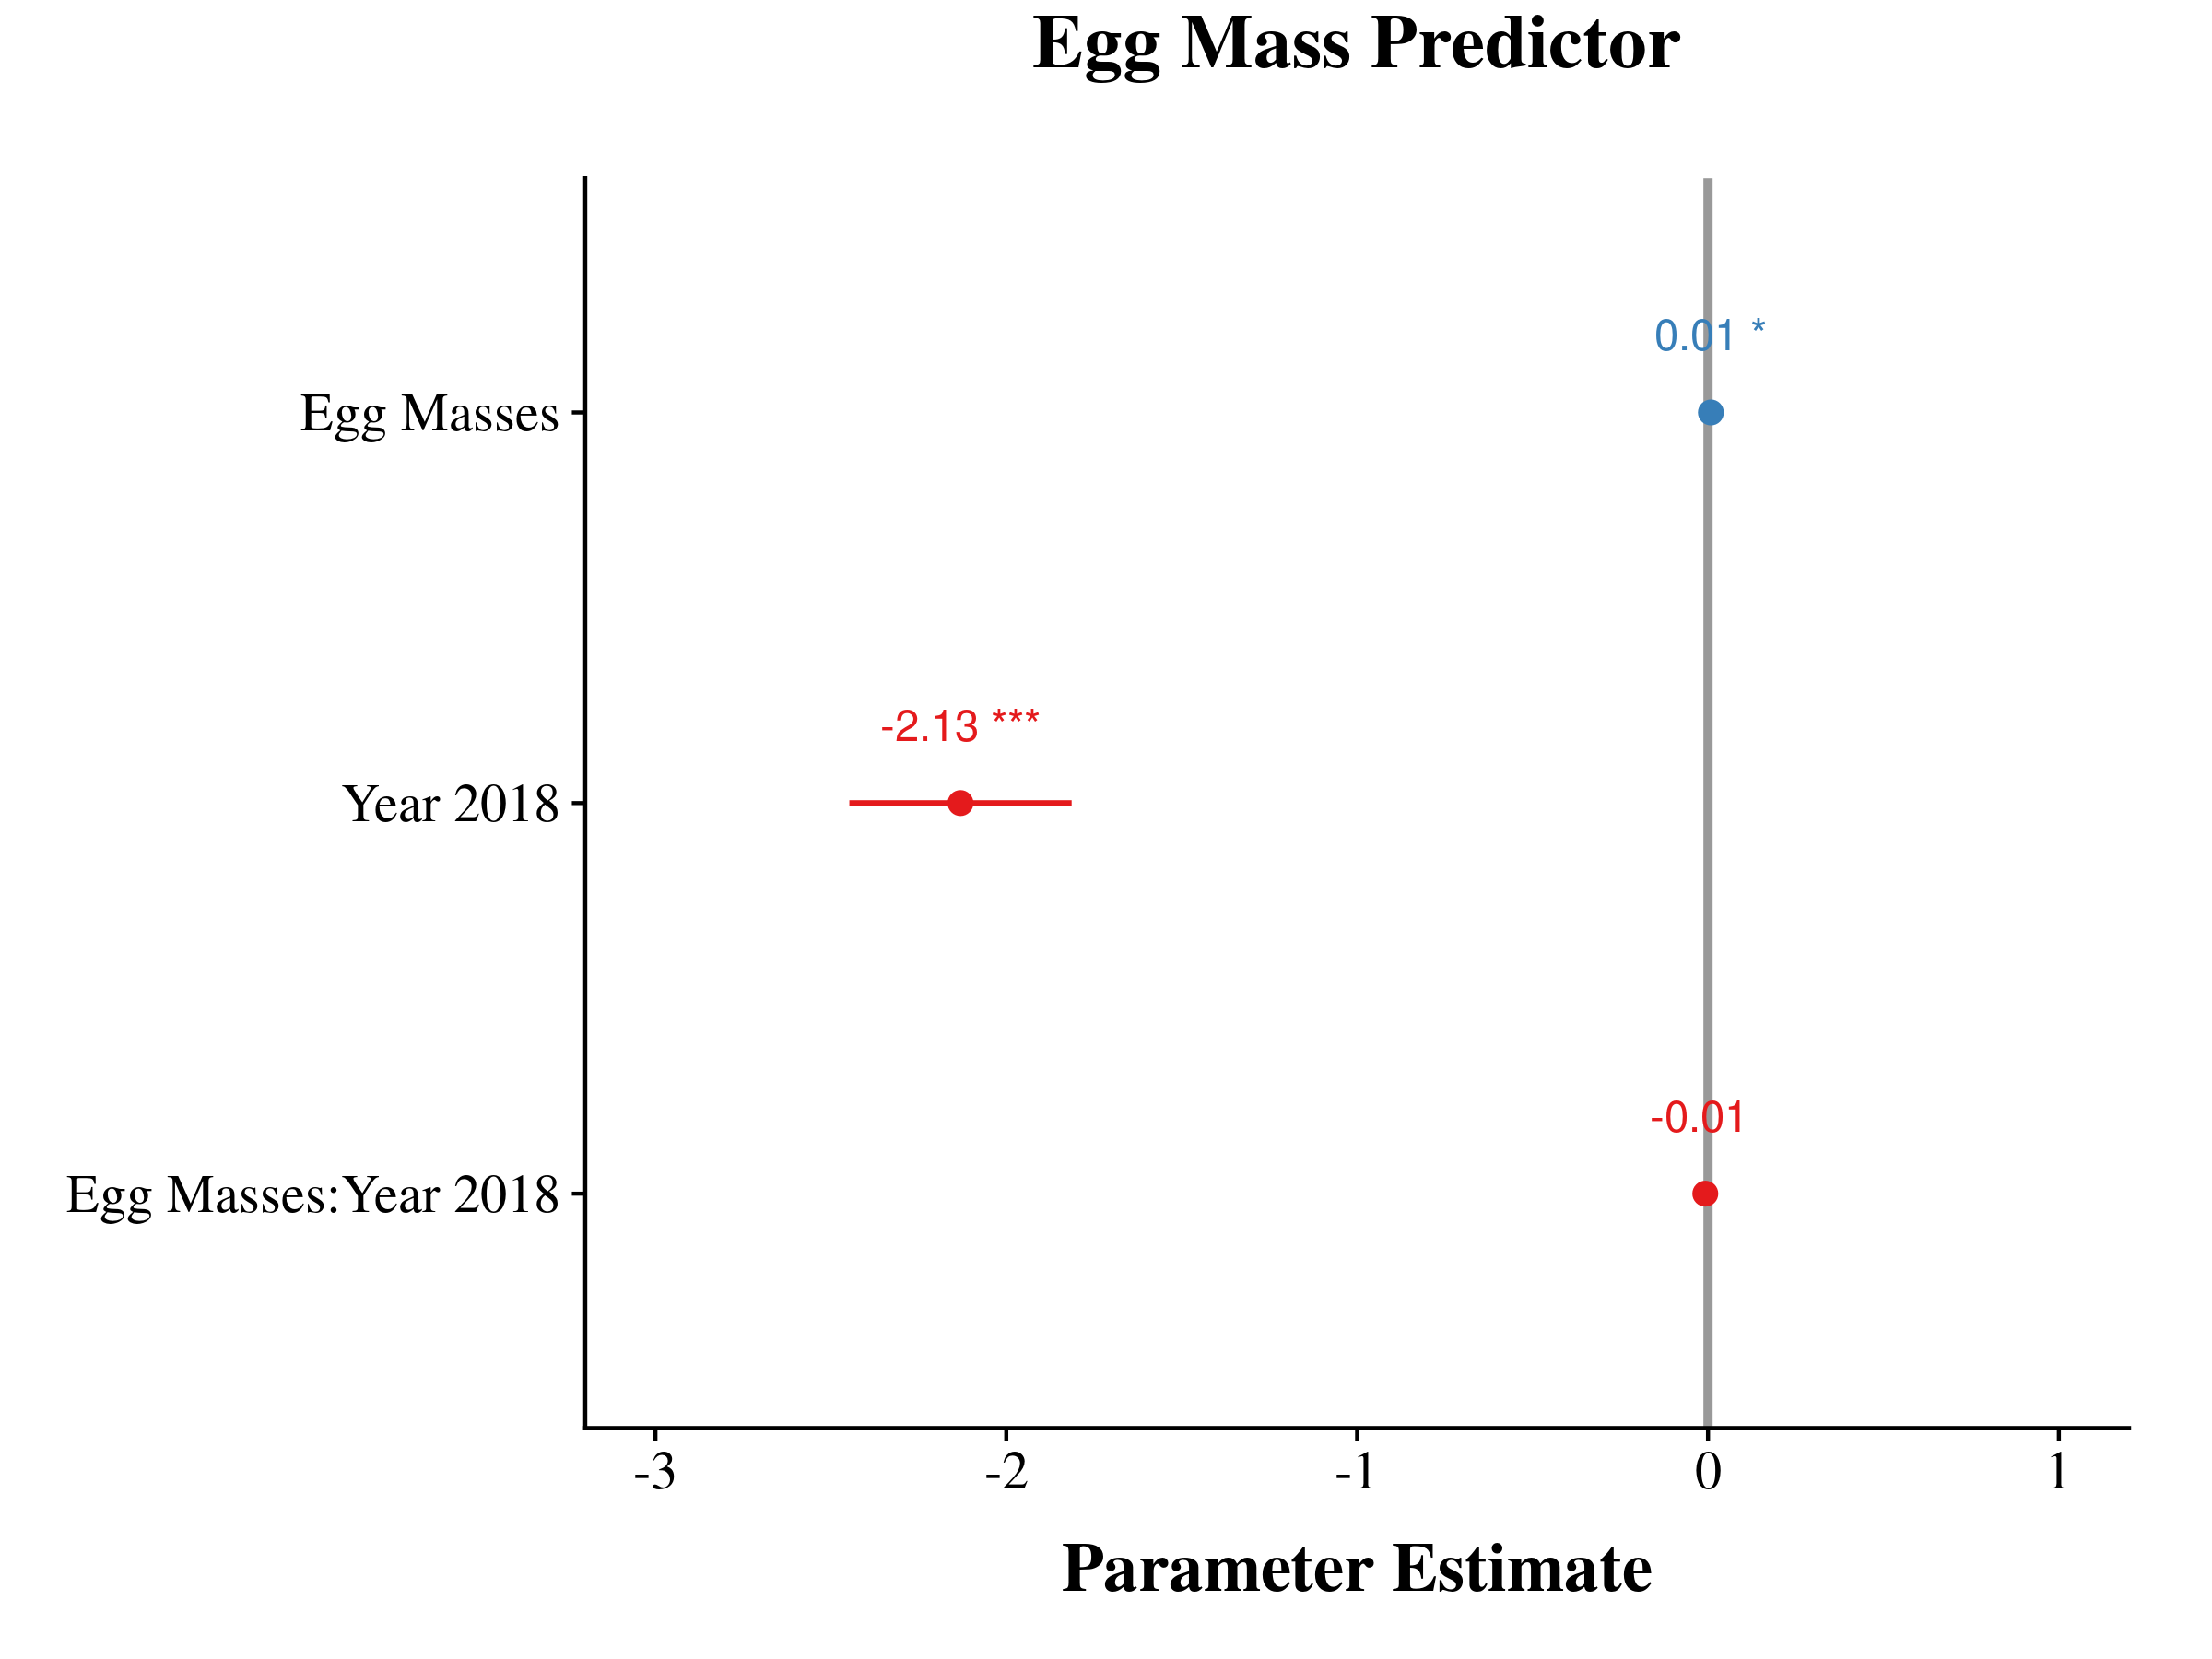 Egg Mass Predictor
0.01 *
Egg Masses
-2.13 ***
Year 2018
-0.01
Egg Masses:Year 2018
-3 -2 -1 0 1
Parameter Estimate